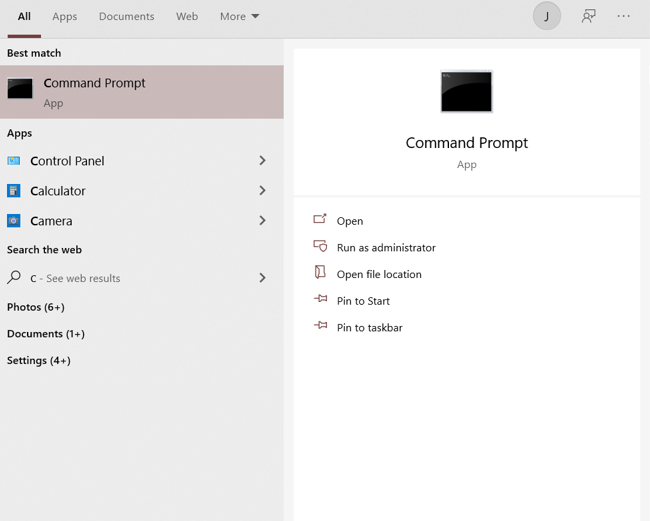 All Apps Documents Web More J ...
Best match
Command Prompt
App
Apps
Control Panel
Calculator
Camera
Search the web
c - See web results
Photos (6+)
Documents (1+)
Settings (4+)
Command Prompt
App
Open
Run as administrator
Open file location
Pin to Start
Pin to taskbar